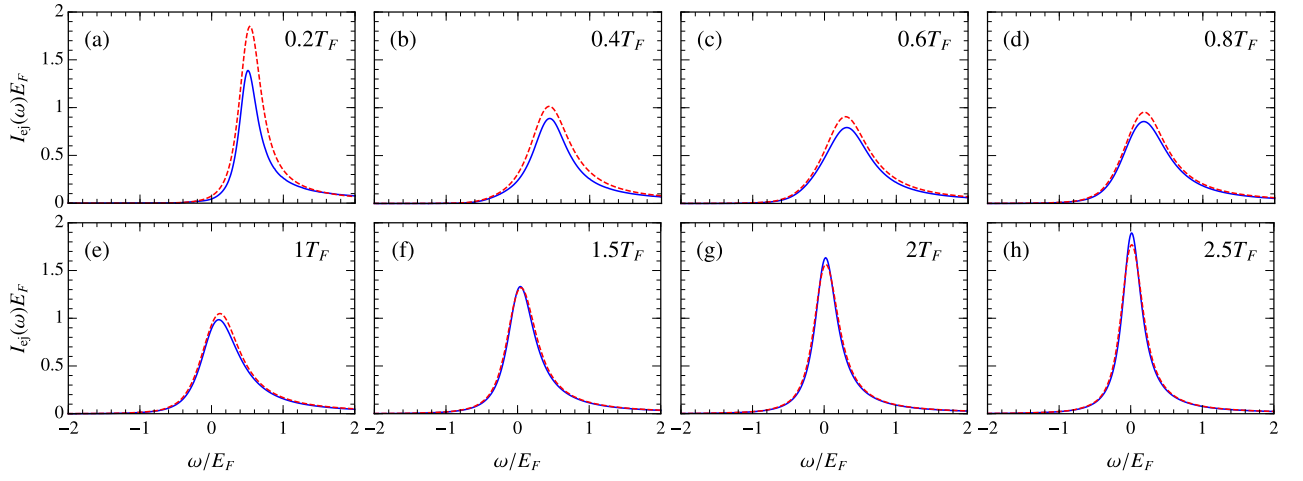 (a) 0.2T_F (b) 0.4T_F (c) 0.6T_F (d) 0.8T_F
2
1.5
1
0.5
0
I_ej(ω)E_F
(e) 1T_F (f) 1.5T_F (g) 2T_F (h) 2.5T_F
2
1.5
1
0.5
0
I_ej(ω)E_F
−2 −1 0 1 2 −2 −1 0 1 2 −2 −1 0 1 2 −2 −1 0 1 2
ω/E_F ω/E_F ω/E_F ω/E_F